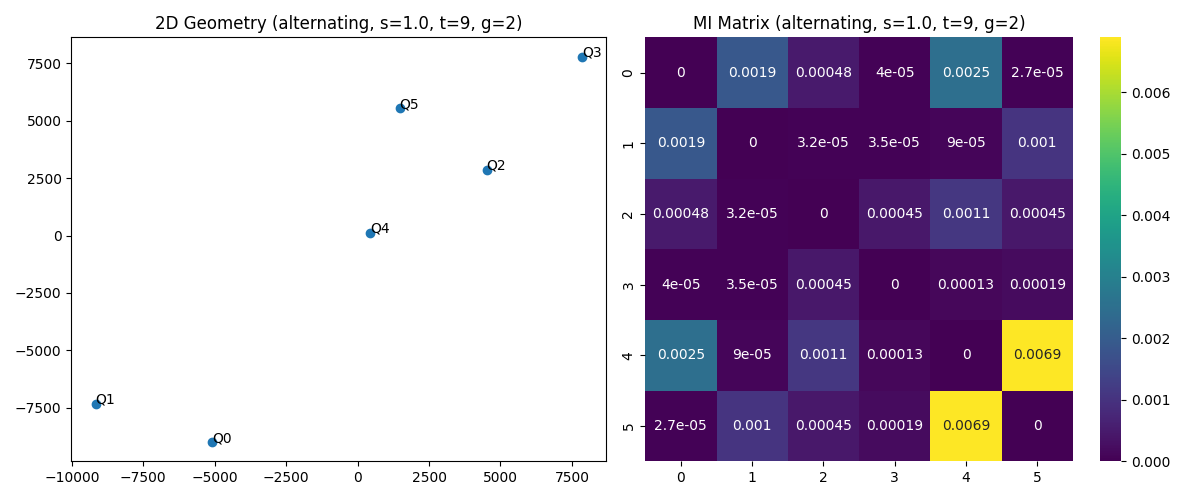 2D Geometry (alternating, s=1.0, t=9, g=2)
7500
5000
2500
0
−2500
−5000
−7500
−10000 −7500 −5000 −2500 0 2500 5000 7500
Q3
Q5
Q2
Q4
Q1
Q0
MI Matrix (alternating, s=1.0, t=9, g=2)
0 0 0.0019 0.00048 4e-05 0.0025 2.7e-05
1 0.0019 0 3.2e-05 3.5e-05 9e-05 0.001
2 0.00048 3.2e-05 0 0.00045 0.0011 0.00045
3 4e-05 3.5e-05 0.00045 0 0.00013 0.00019
4 0.0025 9e-05 0.0011 0.00013 0 0.0069
5 2.7e-05 0.001 0.00045 0.00019 0.0069 0
0 1 2 3 4 5
0.006
0.005
0.004
0.003
0.002
0.001
0.000